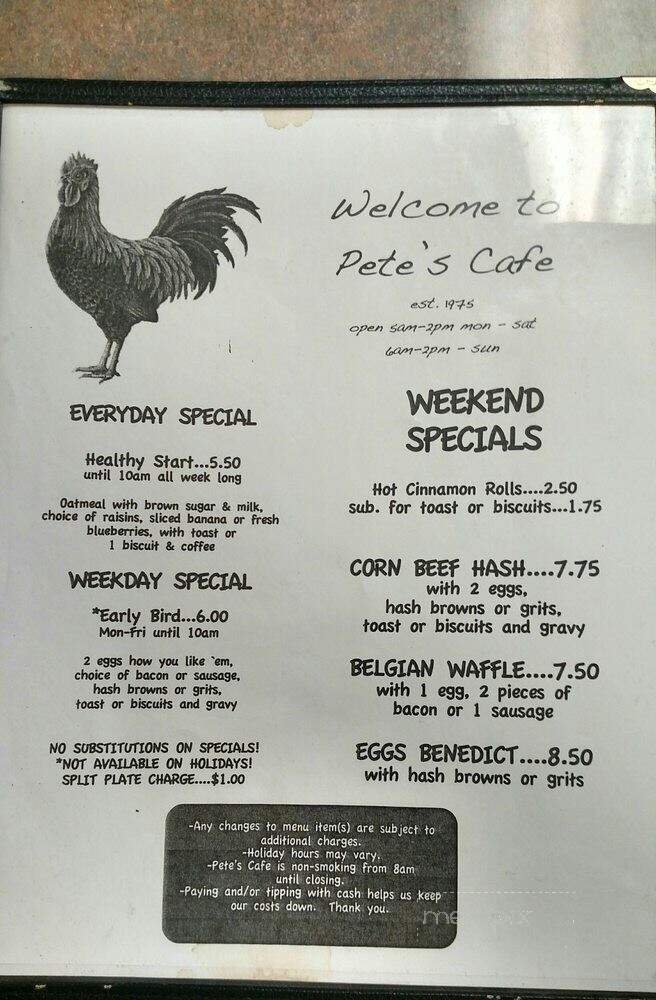 Welcome to
Pete's Cafe
est. 1975
open 5am-2pm mon - sat
6am-2pm - sun
EVERYDAY SPECIAL
Healthy Start...5.50
until 10am all week long
Oatmeal with brown sugar & milk,
choice of raisins, sliced banana or fresh
blueberries, with toast or
1 biscuit & coffee
WEEKDAY SPECIAL
*Early Bird...6.00
Mon-Fri until 10am
2 eggs how you like `em,
choice of bacon or sausage,
hash browns or grits,
toast or biscuits and gravy
NO SUBSTITUTIONS ON SPECIALS!
*NOT AVAILABLE ON HOLIDAYS!
SPLIT PLATE CHARGE....$1.00
WEEKEND
SPECIALS
Hot Cinnamon Rolls....2.50
sub. for toast or biscuits...1.75
CORN BEEF HASH....7.75
with 2 eggs,
hash browns or grits,
toast or biscuits and gravy
BELGIAN WAFFLE....7.50
with 1 egg, 2 pieces of
bacon or 1 sausage
EGGS BENEDICT....8.50
with hash browns or grits
-Any changes to menu item(s) are subject to
additional charges.
-Holiday hours may vary.
-Pete's Cafe is non-smoking from 8am
until closing.
-Paying and/or tipping with cash helps us keep
our costs down. Thank you.